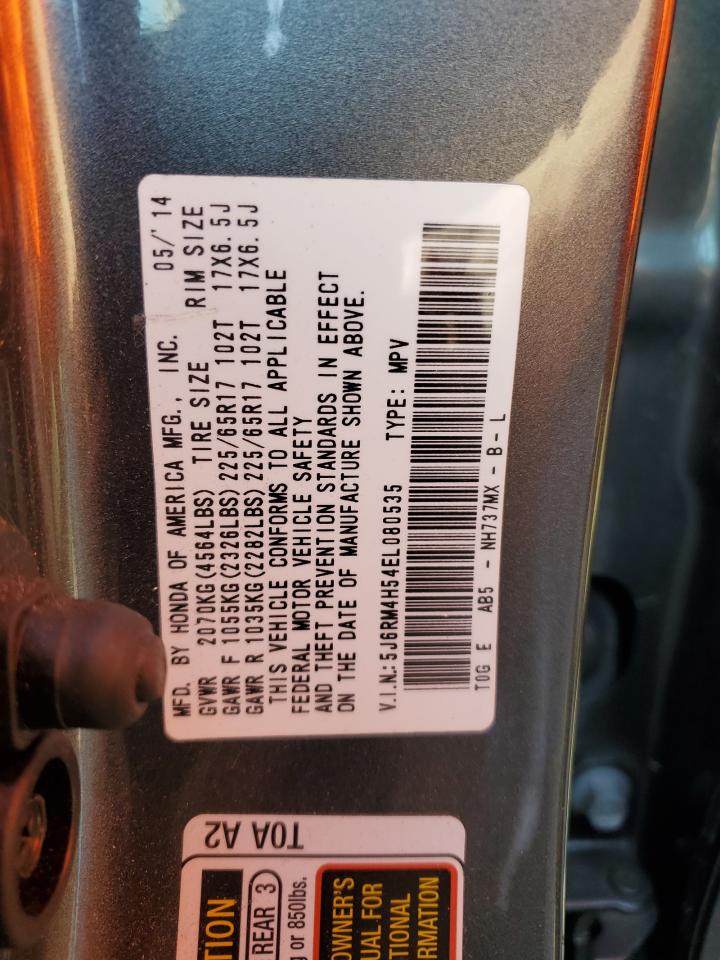 MFD. BY HONDA OF AMERICA MFG., INC. 05/'14
GVWR 2070KG(4564LBS) TIRE SIZE RIM SIZE
GAWR F 1055KG(2326LBS) 225/65R17 102T 17X6.5J
GAWR R 1035KG(2282LBS) 225/65R17 102T 17X6.5J
THIS VEHICLE CONFORMS TO ALL APPLICABLE
FEDERAL MOTOR VEHICLE SAFETY
AND THEFT PREVENTION STANDARDS IN EFFECT
ON THE DATE OF MANUFACTURE SHOWN ABOVE.
V.I.N.:5J6RM4H54EL080535 TYPE: MPV
T0G E AB5 - NH737MX - B - L
T0A A2
TION
REAR 3
g or 850lbs.
OWNER'S
UAL FOR
TIONAL
RMATION